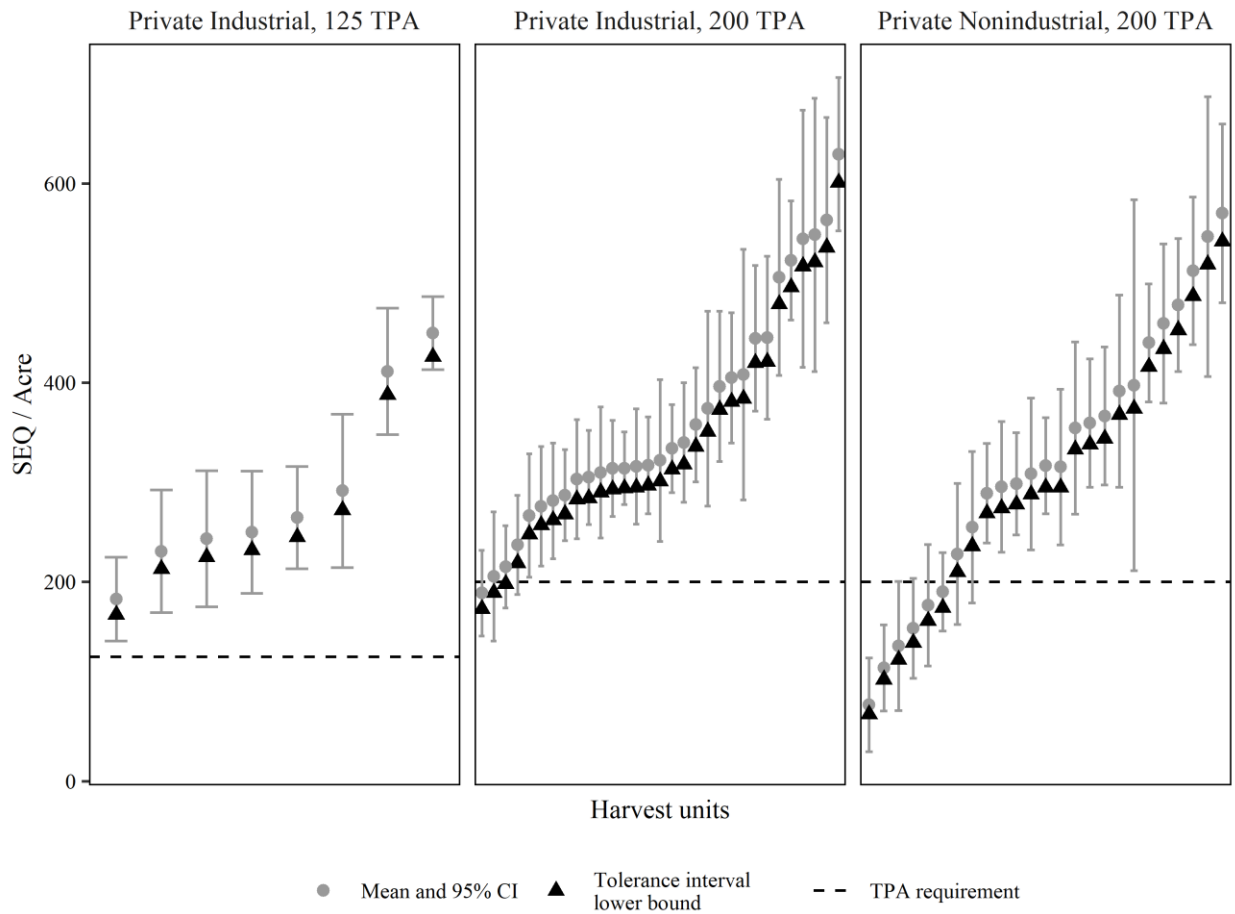 Private Industrial, 125 TPA
Private Industrial, 200 TPA
Private Nonindustrial, 200 TPA
SEQ / Acre
600
400
200
0
Harvest units
Mean and 95% CI
Tolerance interval
lower bound
TPA requirement